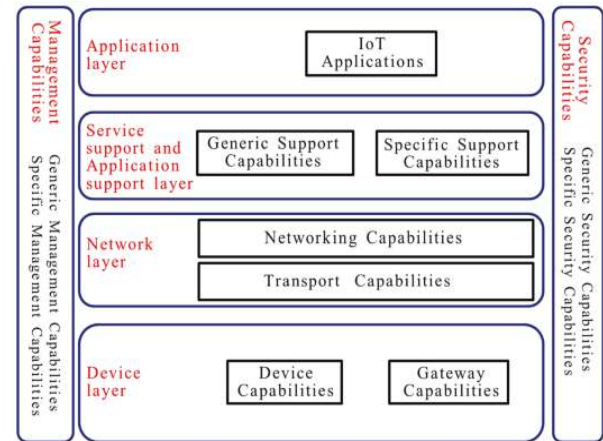 Management
Capabilities
Generic Management Capabilities
Specific Management Capabilities
Application
layer
IoT
Applications
Service
support and
Application
support layer
Generic Support
Capabilities
Specific Support
Capabilities
Network
layer
Networking Capabilities
Transport Capabilities
Device
layer
Device
Capabilities
Gateway
Capabilities
Security
Capabilities
Generic Security Capabilities
Specific Security Capabilities